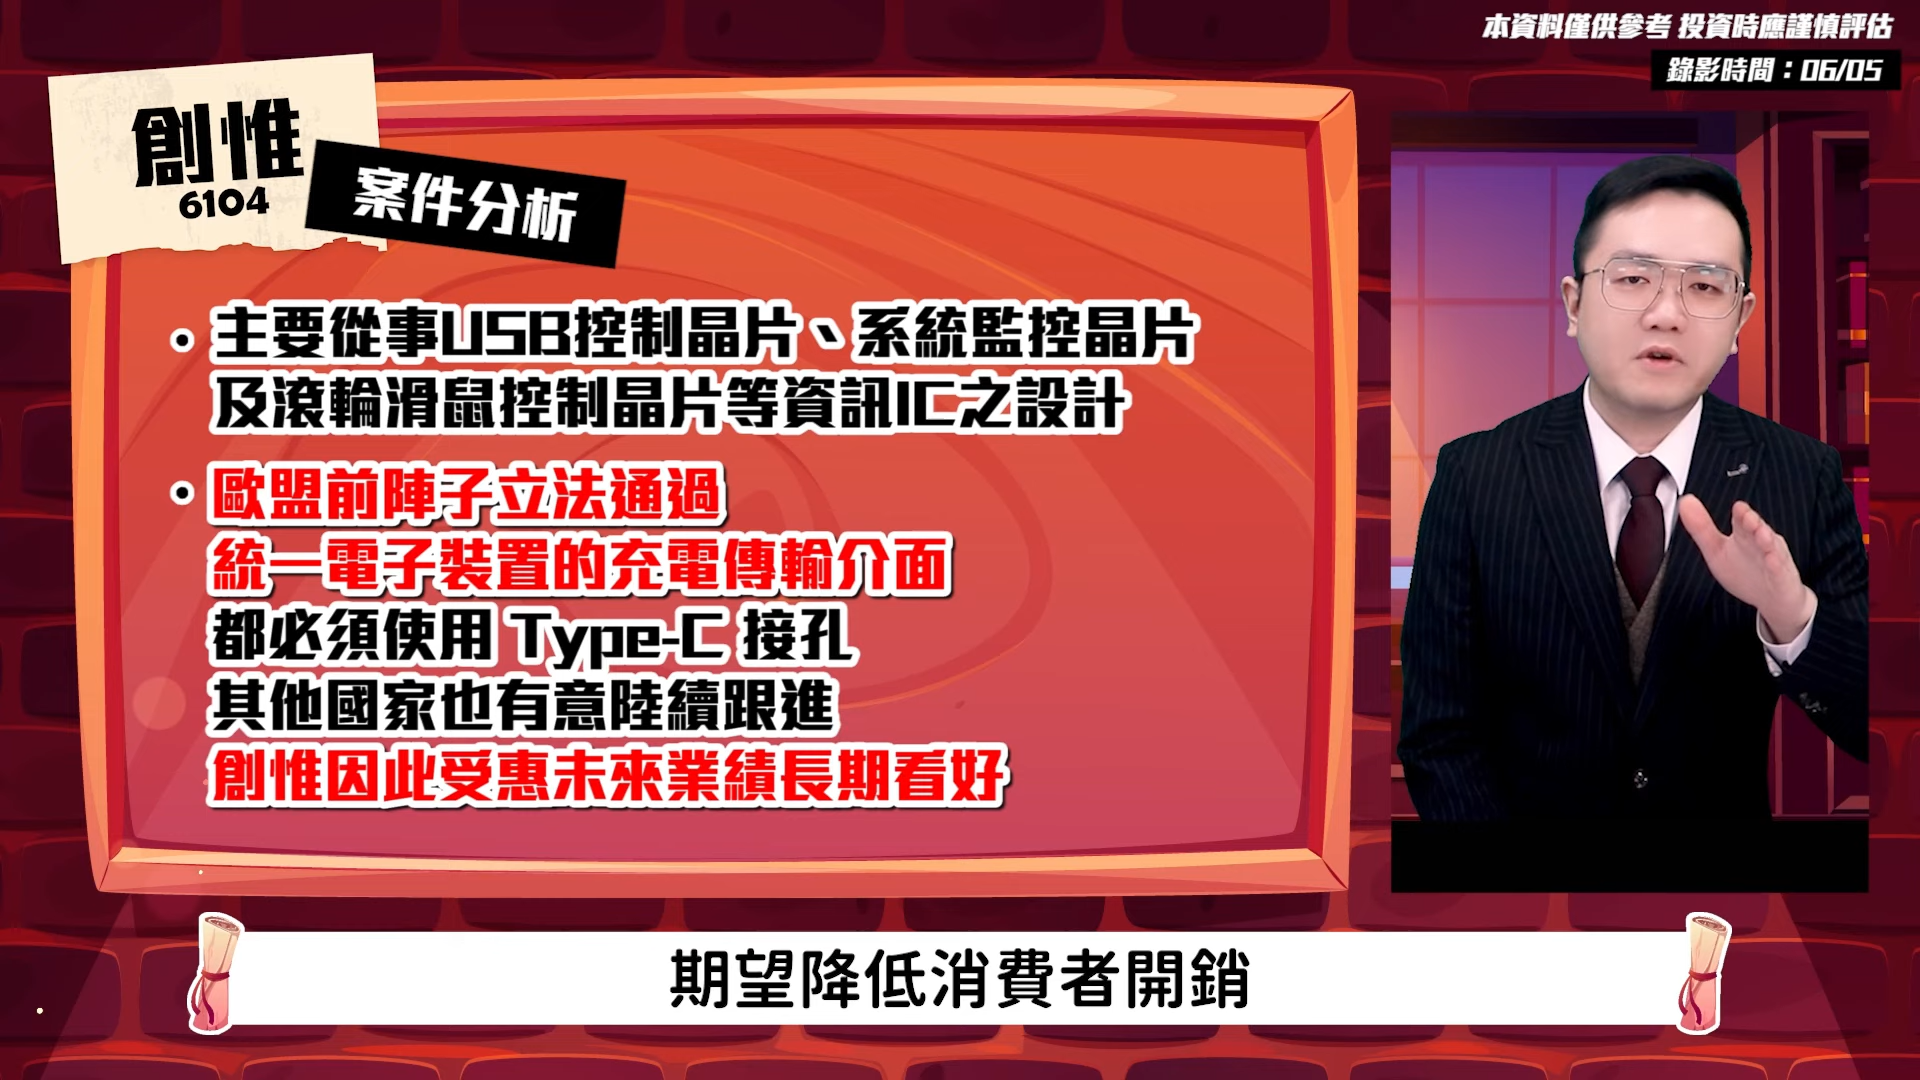 本資料僅供參考 投資時應謹慎評估
錄影時間：06/05
創惟
6104
案件分析
• 主要從事USB控制晶片、系統監控晶片
及滾輪滑鼠控制晶片等資訊IC之設計
• 歐盟前陣子立法通過
統一電子裝置的充電傳輸介面
都必須使用 Type-C 接孔
其他國家也有意陸續跟進
創惟因此受惠未來業績長期看好
期望降低消費者開銷